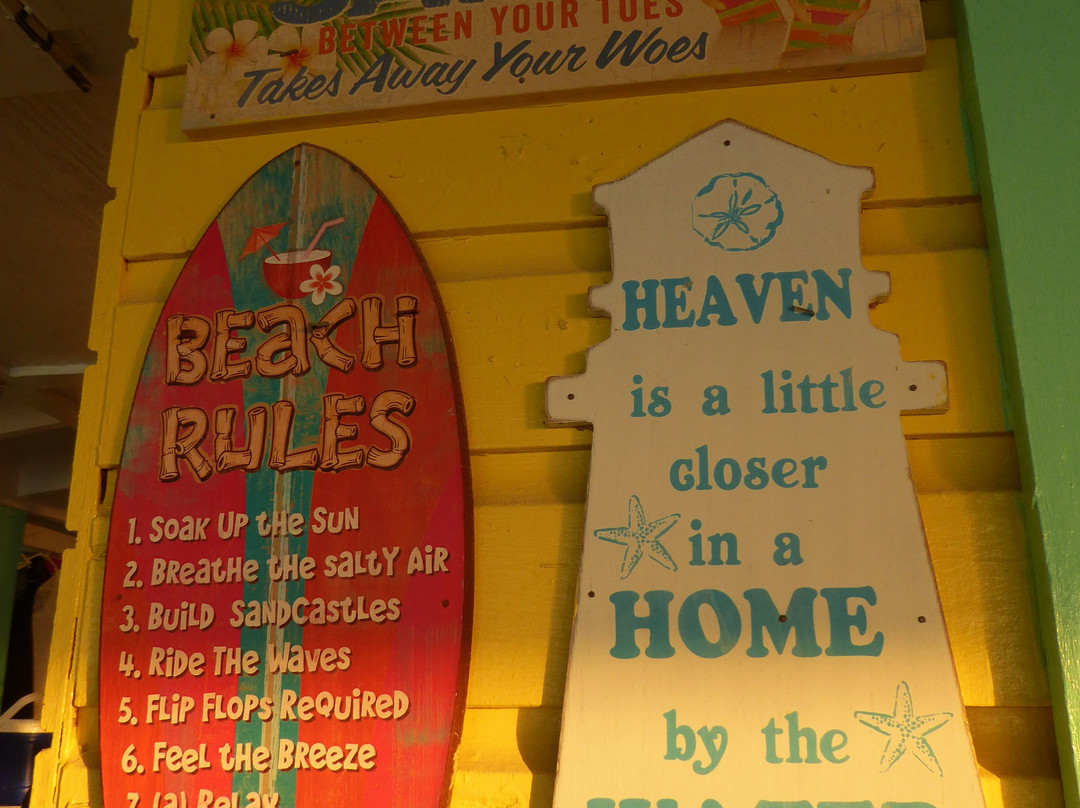 BETWEEN YOUR TOES
Takes Away Your Woes
BEACH
RULES
1. SOAK UP the SUN
2. BREATHE the SALTY AIR
3. BUILD SANDCASTLES
4. RIDE THE WAVES
5. FLIP FLOPS REQUIRED
6. FEEL the BREEZE
HEAVEN
is a little
closer
in a
HOME
by the